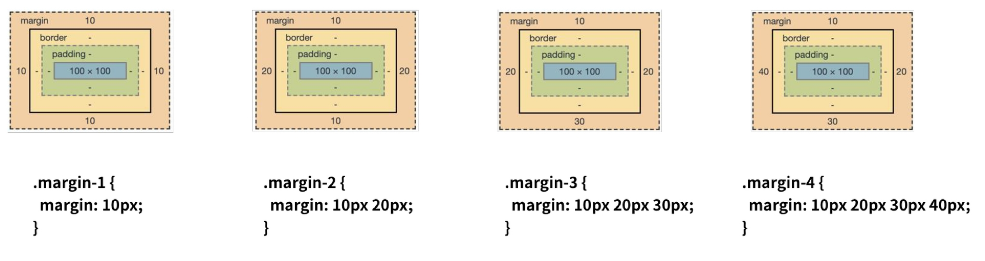 margin 10
border -
padding -
10 - - 100 × 100 - - 10
-
-
10
margin 10
border -
padding -
20 - - 100 × 100 - - 20
-
-
10
margin 10
border -
padding -
20 - - 100 × 100 - - 20
-
-
30
margin 10
border -
padding -
40 - - 100 × 100 - - 20
-
-
30
.margin-1 {
margin: 10px;
}
.margin-2 {
margin: 10px 20px;
}
.margin-3 {
margin: 10px 20px 30px;
}
.margin-4 {
margin: 10px 20px 30px 40px;
}